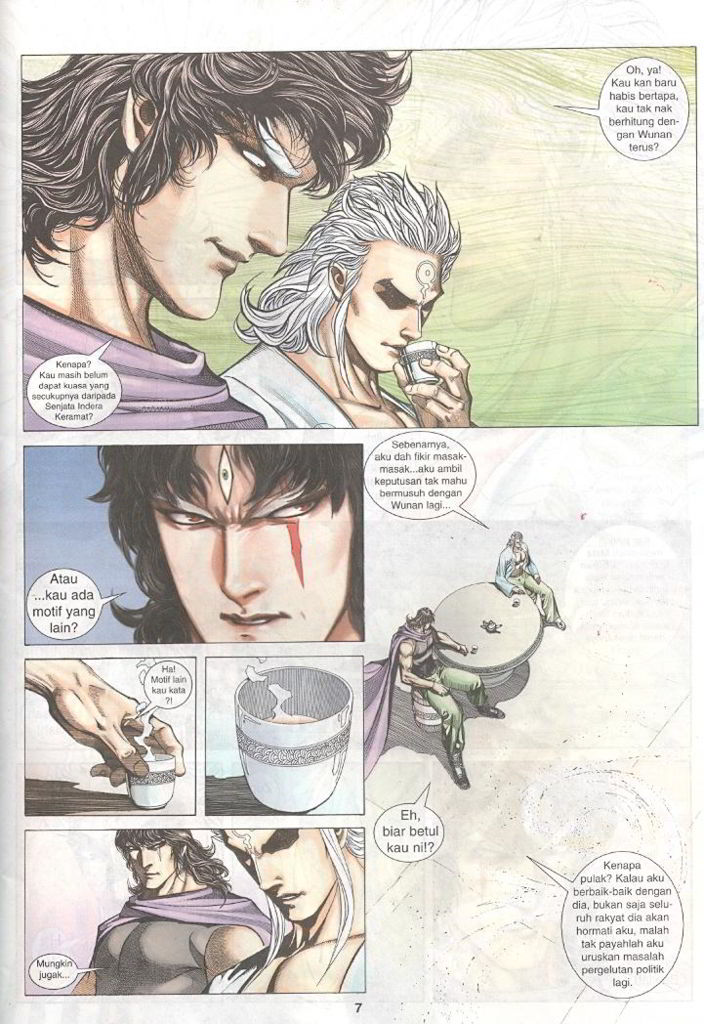 Oh, ya!
Kau kan baru
habis bertapa,
kau tak nak
berhitung den-
gan Wunan
terus?
Kenapa?
Kau masih belum
dapat kuasa yang
secukupnya daripada
Senjata Indera
Keramat?
Sebenarnya,
aku dah fikir masak-
masak...aku ambil
keputusan tak mahu
bermusuh dengan
Wunan lagi...
Atau
...kau ada
motif yang
lain?
Ha!
Motif lain
kau kata
?!
Eh,
biar betul
kau ni!?
Kenapa
pulak? Kalau aku
berbaik-baik dengan
dia, bukan saja selu-
ruh rakyat dia akan
hormati aku, malah
tak payahlah aku
uruskan masalah
pergelutan politik
lagi.
Mungkin
jugak...
7